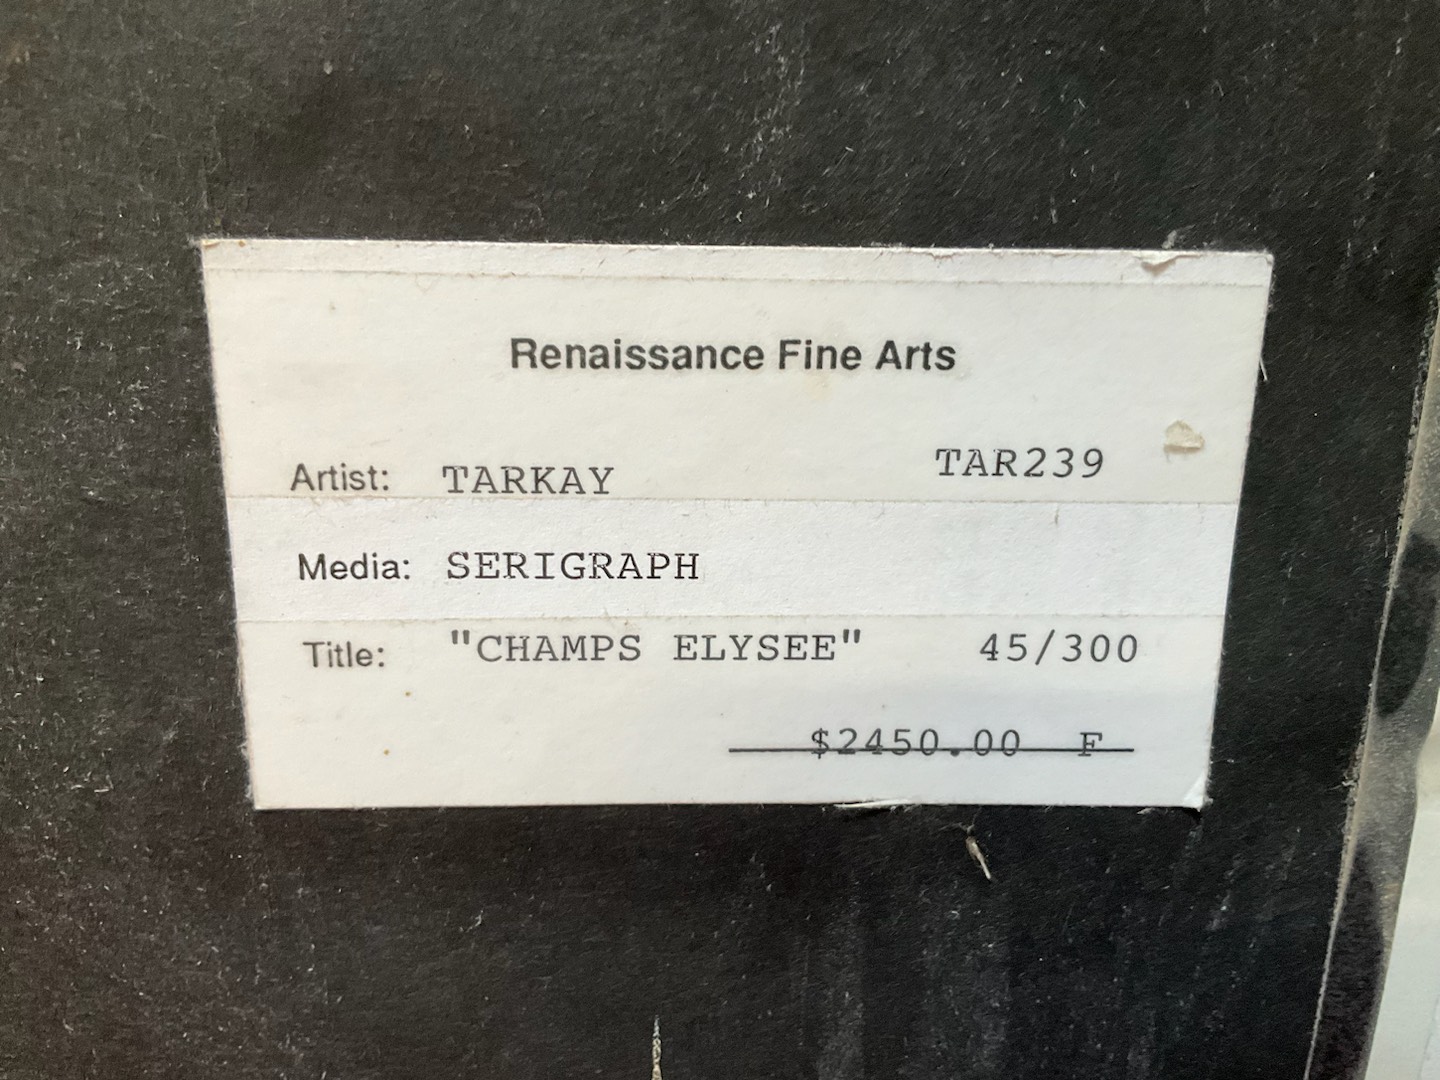 Renaissance Fine Arts
Artist: TARKAY TAR239
Media: SERIGRAPH
Title: "CHAMPS ELYSEE" 45/300
$2450.00 F